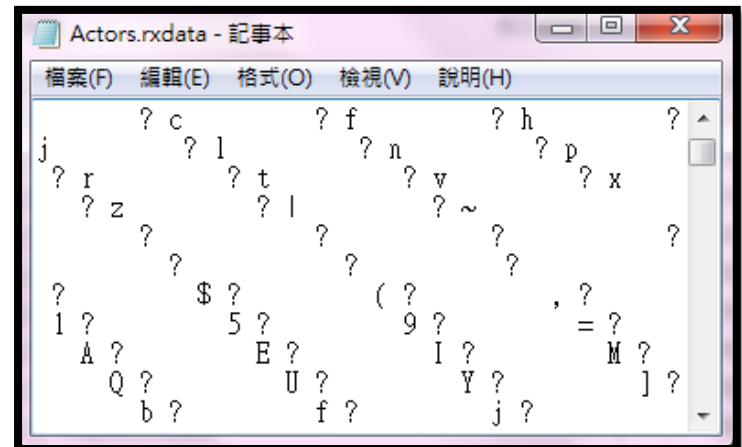 Actors.rxdata - 記事本
檔案(F) 編輯(E) 格式(O) 檢視(V) 說明(H)
? c ? f ? h ?
j ? l ? n ? p
? r ? t ? v ? x
? z ? | ? ~
? ? ? ?
? ? ?
? $ ? ( ? , ?
1 ? 5 ? 9 ? = ?
A ? E ? I ? M ?
Q ? U ? Y ? ] ?
b ? f ? j ?